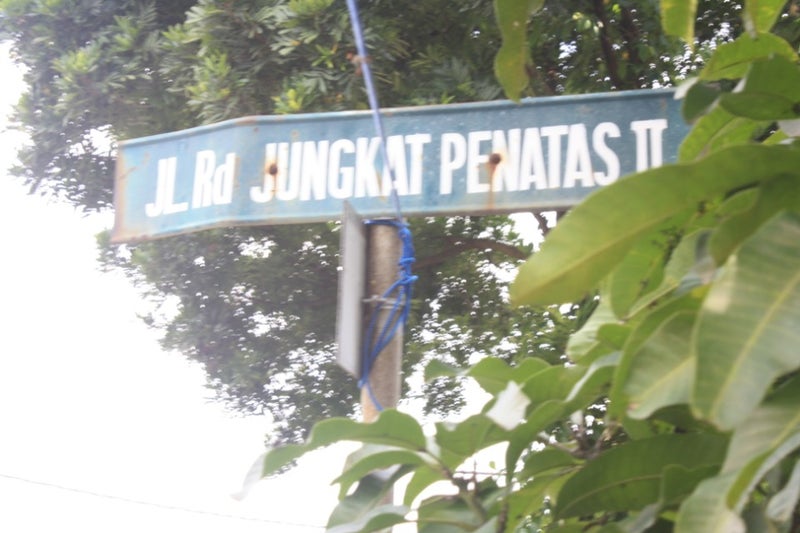 JL. Rd JUNGKAT PENATAS II